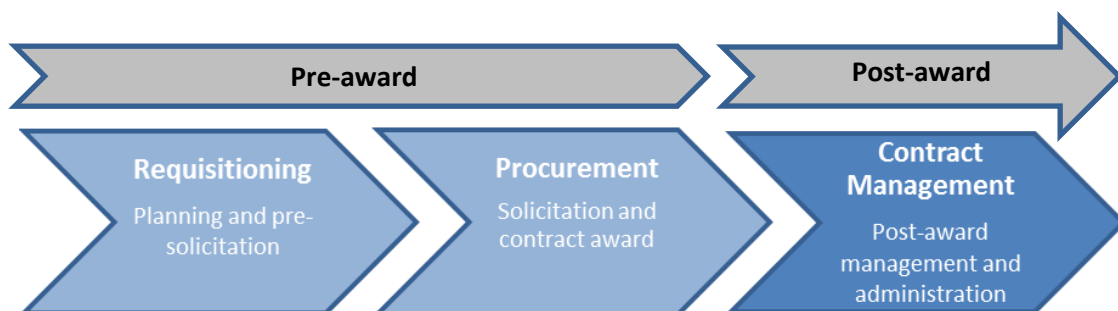 Pre-award
Post-award
Requisitioning
Planning and pre-
solicitation
Procurement
Solicitation and
contract award
Contract
Management
Post-award
management and
administration